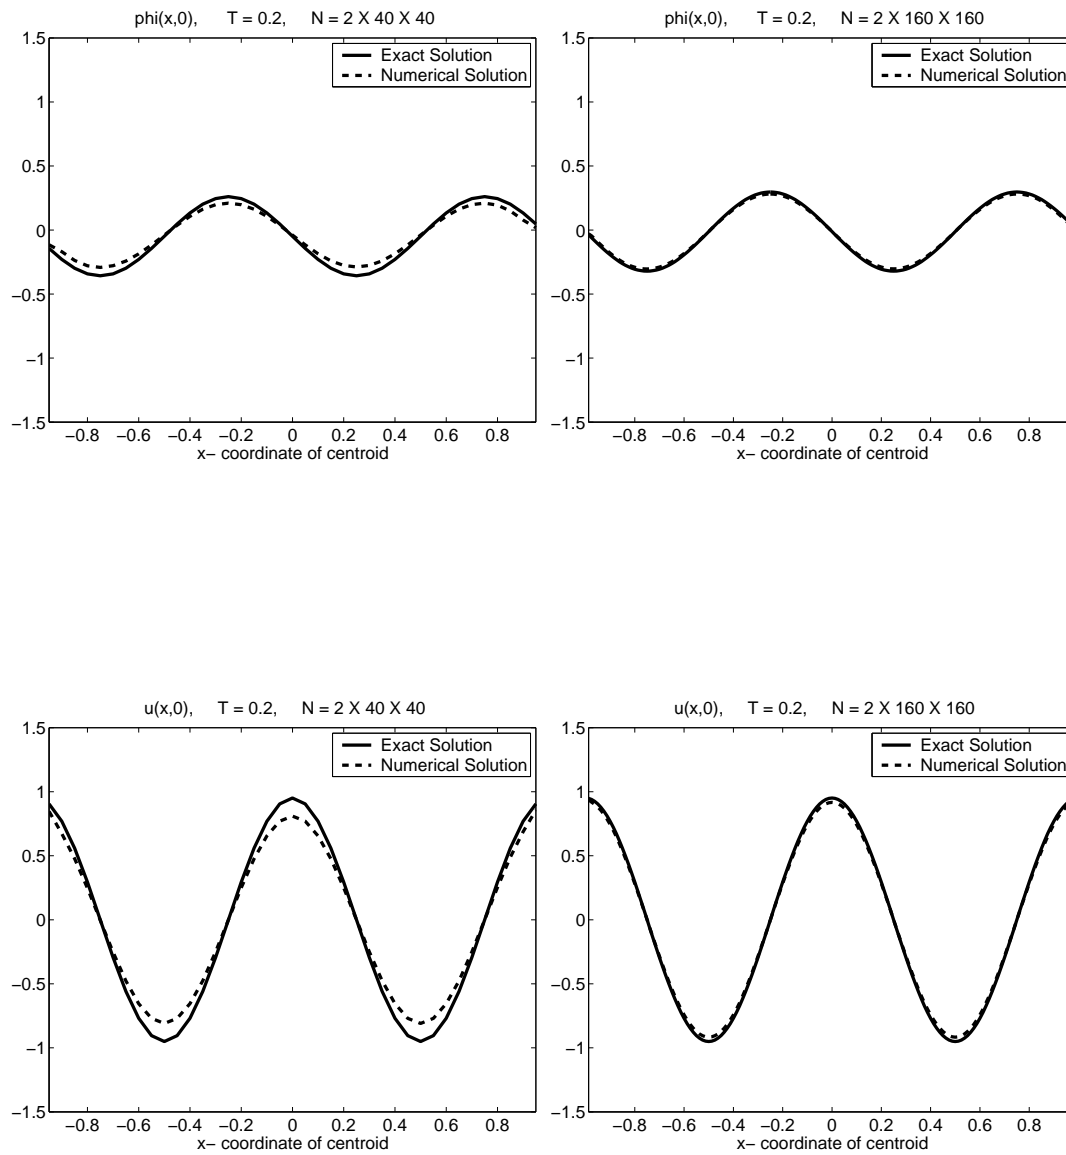 phi(x,0), T = 0.2, N = 2 X 40 X 40
1.5
1
0.5
0
−0.5
−1
−1.5
Exact Solution
Numerical Solution
−0.8 −0.6 −0.4 −0.2 0 0.2 0.4 0.6 0.8
x− coordinate of centroid
phi(x,0), T = 0.2, N = 2 X 160 X 160
1.5
1
0.5
0
−0.5
−1
−1.5
Exact Solution
Numerical Solution
−0.8 −0.6 −0.4 −0.2 0 0.2 0.4 0.6 0.8
x− coordinate of centroid
u(x,0), T = 0.2, N = 2 X 40 X 40
1.5
1
0.5
0
−0.5
−1
−1.5
Exact Solution
Numerical Solution
−0.8 −0.6 −0.4 −0.2 0 0.2 0.4 0.6 0.8
x− coordinate of centroid
u(x,0), T = 0.2, N = 2 X 160 X 160
1.5
1
0.5
0
−0.5
−1
−1.5
Exact Solution
Numerical Solution
−0.8 −0.6 −0.4 −0.2 0 0.2 0.4 0.6 0.8
x− coordinate of centroid